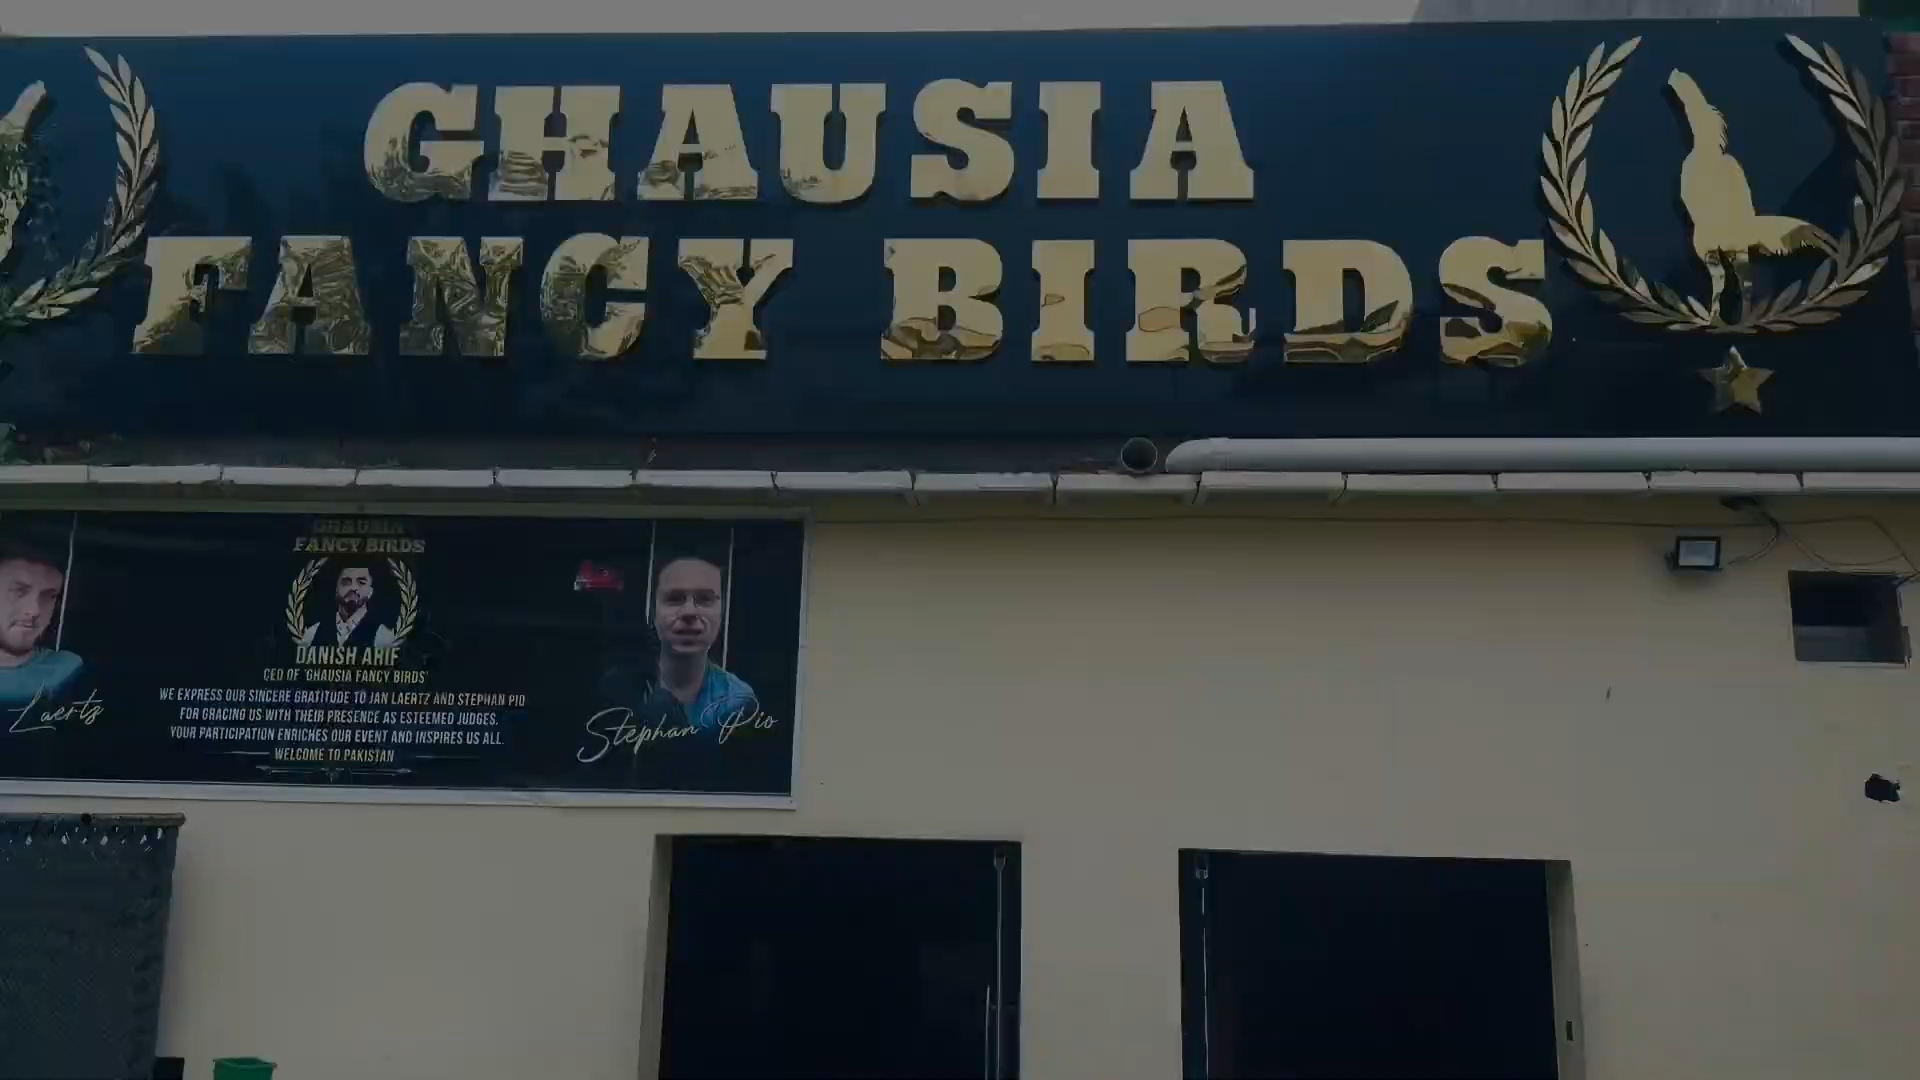 GHAUSIA
FANCY BIRDS
GHAUSIA
FANCY BIRDS
DANISH ARIF
CEO OF 'GHAUSIA FANCY BIRDS'
WE EXPRESS OUR SINCERE GRATITUDE TO JAN LAERTZ AND STEPHAN PIO
FOR GRACING US WITH THEIR PRESENCE AS ESTEEMED JUDGES.
YOUR PARTICIPATION ENRICHES OUR EVENT AND INSPIRES US ALL.
WELCOME TO PAKISTAN
Laertz
Stephan Pio